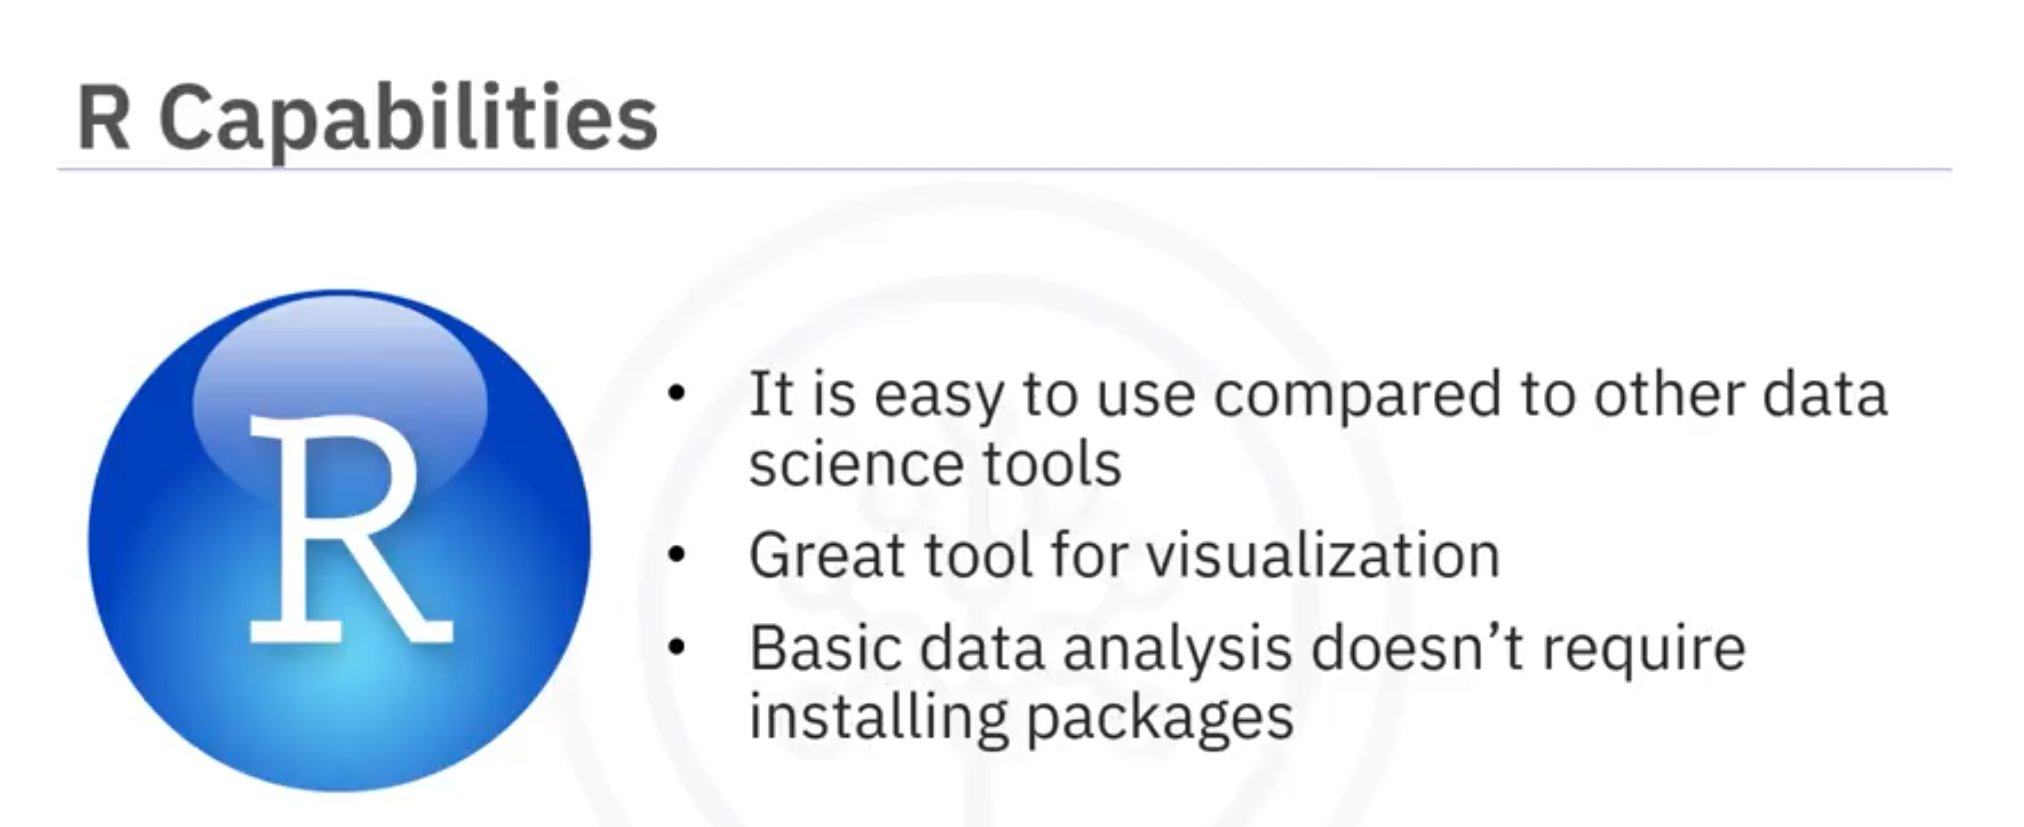 R Capabilities
R
• It is easy to use compared to other data
science tools
• Great tool for visualization
• Basic data analysis doesn’t require
installing packages